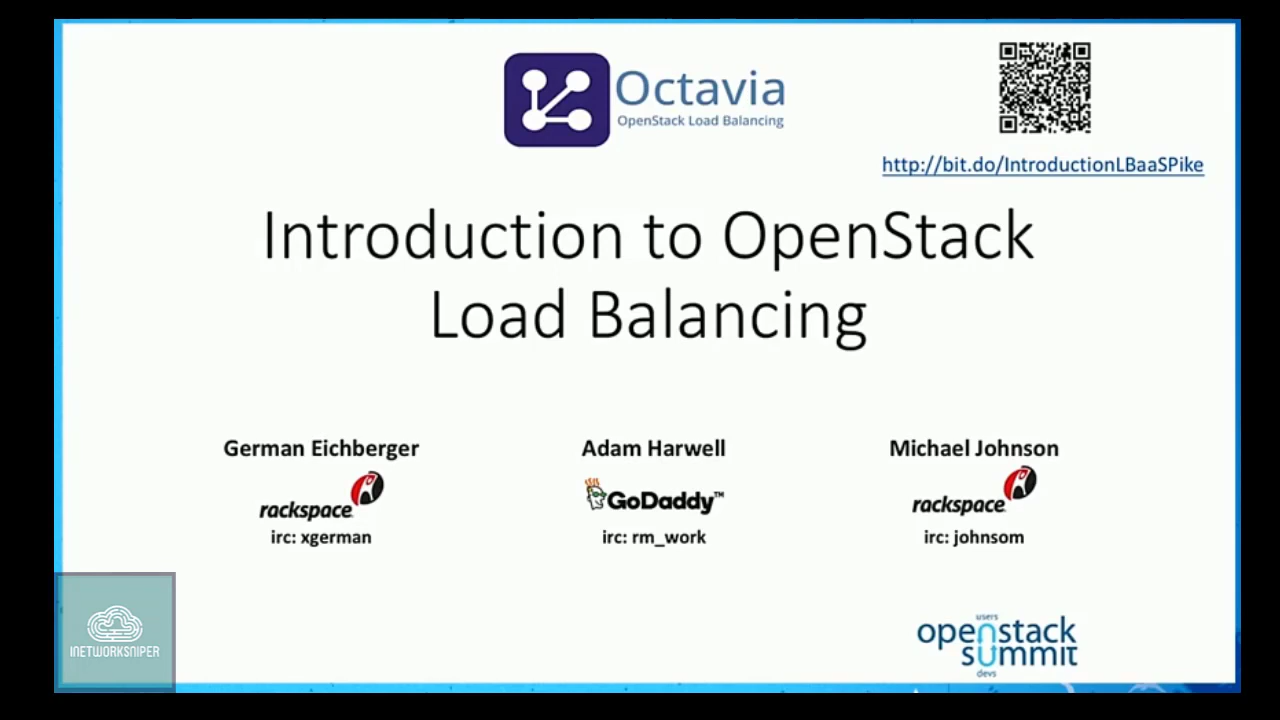 Octavia
OpenStack Load Balancing
http://bit.do/IntroductionLBaaSPike
Introduction to OpenStack
Load Balancing
German Eichberger
rackspace
irc: xgerman
Adam Harwell
GoDaddy™
irc: rm_work
Michael Johnson
rackspace
irc: johnsom
INETWORKSNIPER
users
openstack
summit
devs